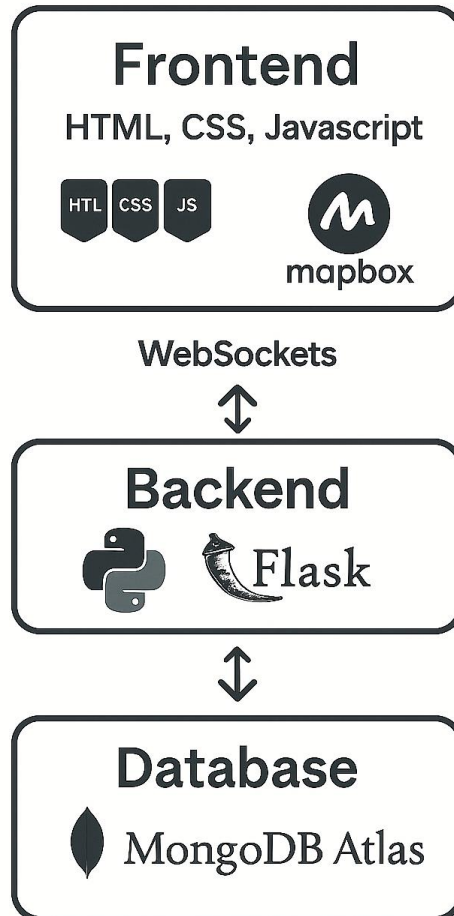 Frontend
HTML, CSS, Javascript
HTL CSS JS
mapbox
WebSockets
Backend
Flask
Database
MongoDB Atlas